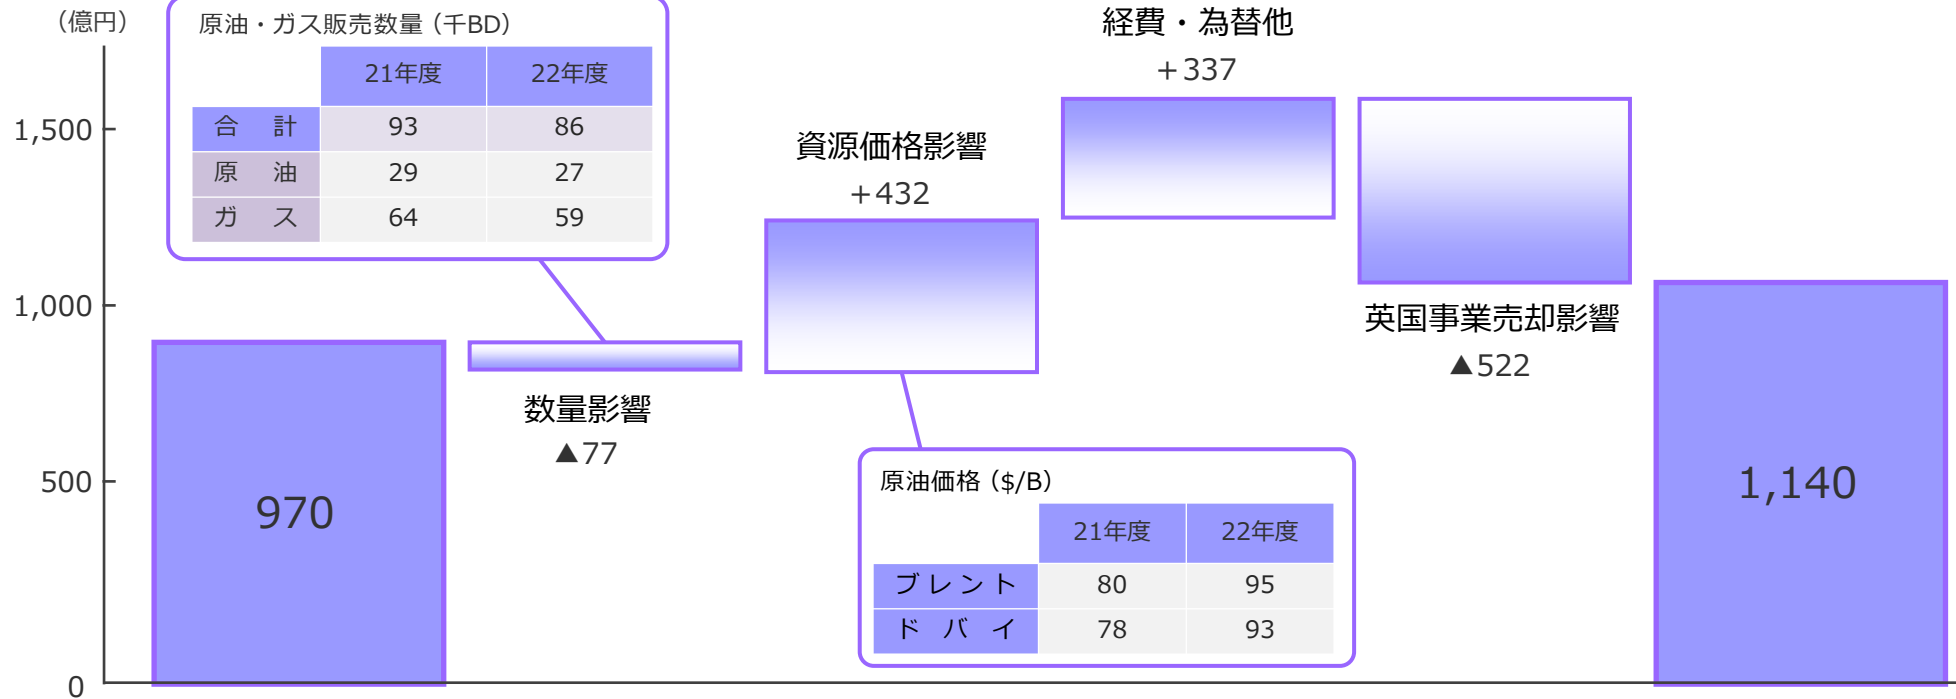 （億円）
1,500
1,000
500
0
原油・ガス販売数量（千BD）
21年度 22年度
合 計 93 86
原 油 29 27
ガ ス 64 59
970
数量影響
▲77
資源価格影響
+432
原油価格（$/B）
21年度 22年度
ブレント 80 95
ドバイ 78 93
経費・為替他
+337
英国事業売却影響
▲522
1,140